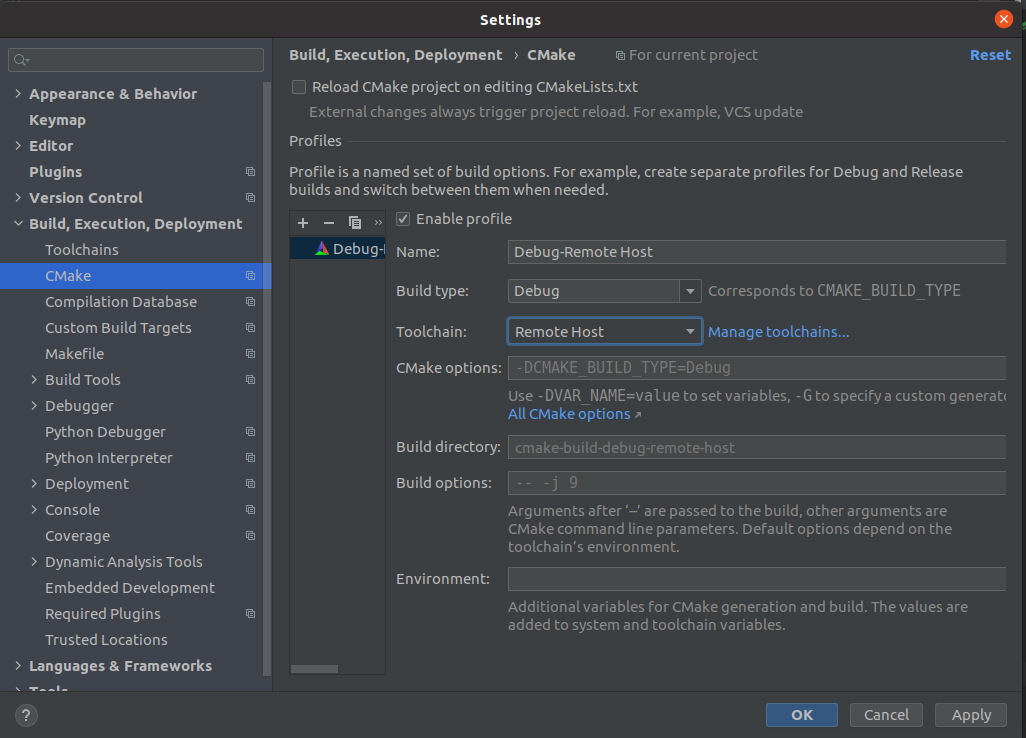 Settings
Appearance & Behavior
Keymap
Editor
Plugins
Version Control
Build, Execution, Deployment
Toolchains
CMake
Compilation Database
Custom Build Targets
Makefile
Build Tools
Debugger
Python Debugger
Python Interpreter
Deployment
Console
Coverage
Dynamic Analysis Tools
Embedded Development
Required Plugins
Trusted Locations
Languages & Frameworks
Tools
Build, Execution, Deployment › CMake For current project Reset
Reload CMake project on editing CMakeLists.txt
External changes always trigger project reload. For example, VCS update
Profiles
Profile is a named set of build options. For example, create separate profiles for Debug and Release
builds and switch between them when needed.
+ − »
Debug-
Enable profile
Name: Debug-Remote Host
Build type: Debug Corresponds to CMAKE_BUILD_TYPE
Toolchain: Remote Host Manage toolchains...
CMake options: -DCMAKE_BUILD_TYPE=Debug
Use -DVAR_NAME=value to set variables, -G to specify a custom generato
All CMake options ↗
Build directory: cmake-build-debug-remote-host
Build options: -- -j 9
Arguments after ‘--’ are passed to the build, other arguments are
CMake command line parameters. Default options depend on the
toolchain’s environment.
Environment:
Additional variables for CMake generation and build. The values are
added to system and toolchain variables.
? OK Cancel Apply